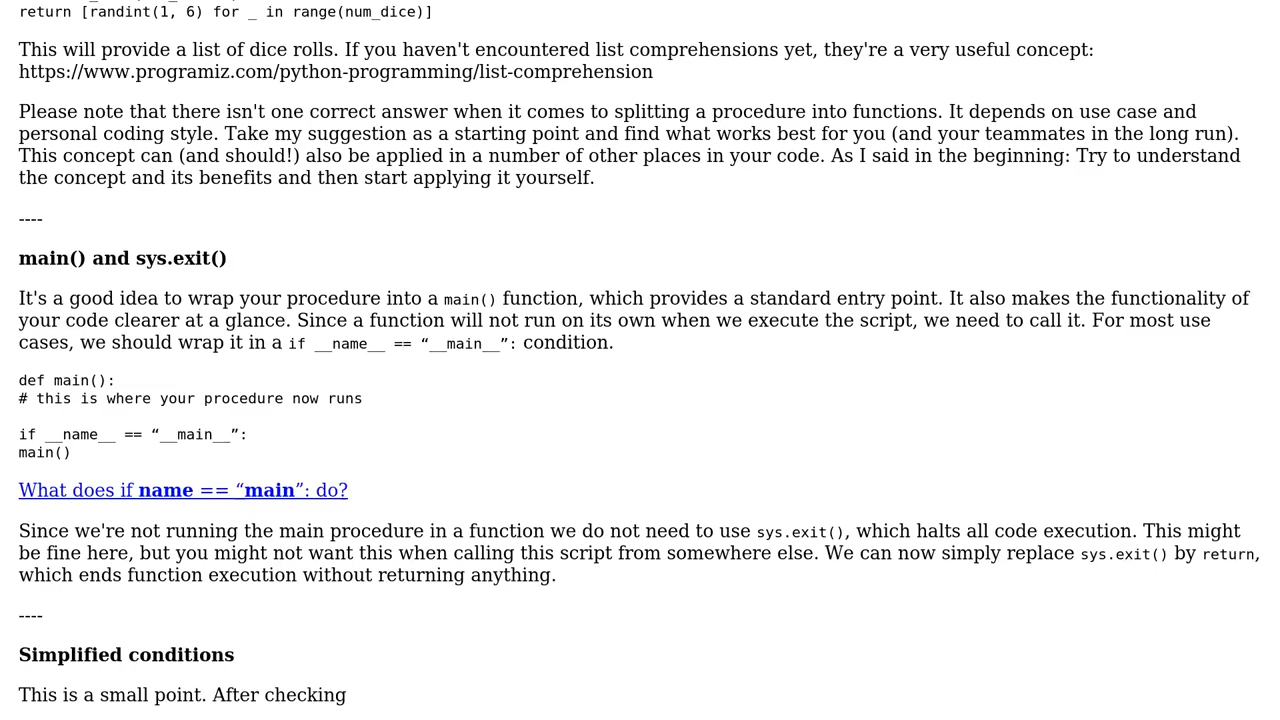 return [randint(1, 6) for _ in range(num_dice)]
This will provide a list of dice rolls. If you haven't encountered list comprehensions yet, they're a very useful concept:
https://www.programiz.com/python-programming/list-comprehension
Please note that there isn't one correct answer when it comes to splitting a procedure into functions. It depends on use case and
personal coding style. Take my suggestion as a starting point and find what works best for you (and your teammates in the long run).
This concept can (and should!) also be applied in a number of other places in your code. As I said in the beginning: Try to understand
the concept and its benefits and then start applying it yourself.
----
main() and sys.exit()
It's a good idea to wrap your procedure into a main() function, which provides a standard entry point. It also makes the functionality of
your code clearer at a glance. Since a function will not run on its own when we execute the script, we need to call it. For most use
cases, we should wrap it in a if __name__ == “__main__”: condition.
def main():
# this is where your procedure now runs
if __name__ == “__main__”:
main()
What does if name == “main”: do?
Since we're not running the main procedure in a function we do not need to use sys.exit(), which halts all code execution. This might
be fine here, but you might not want this when calling this script from somewhere else. We can now simply replace sys.exit() by return,
which ends function execution without returning anything.
----
Simplified conditions
This is a small point. After checking